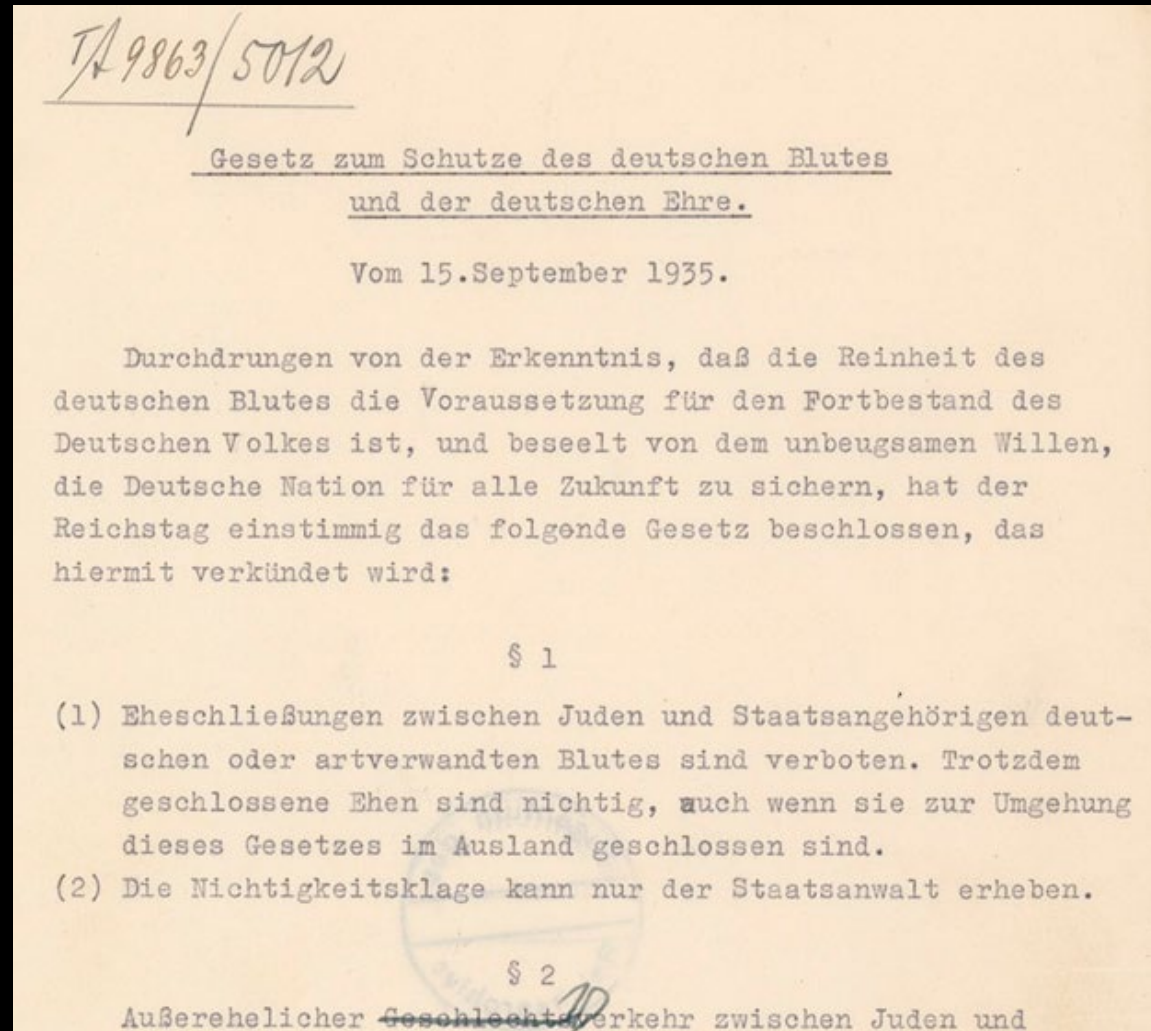 I A 9863/5012
Gesetz zum Schutze des deutschen Blutes
und der deutschen Ehre.
Vom 15.September 1935.
Durchdrungen von der Erkenntnis, daß die Reinheit des
deutschen Blutes die Voraussetzung für den Fortbestand des
Deutschen Volkes ist, und beseelt von dem unbeugsamen Willen,
die Deutsche Nation für alle Zukunft zu sichern, hat der
Reichstag einstimmig das folgende Gesetz beschlossen, das
hiermit verkündet wird:
§ 1
(1) Eheschließungen zwischen Juden und Staatsangehörigen deut-
schen oder artverwandten Blutes sind verboten. Trotzdem
geschlossene Ehen sind nichtig, auch wenn sie zur Umgehung
dieses Gesetzes im Ausland geschlossen sind.
(2) Die Nichtigkeitsklage kann nur der Staatsanwalt erheben.
§ 2
Außerehelicher Geschlechtsverkehr zwischen Juden und